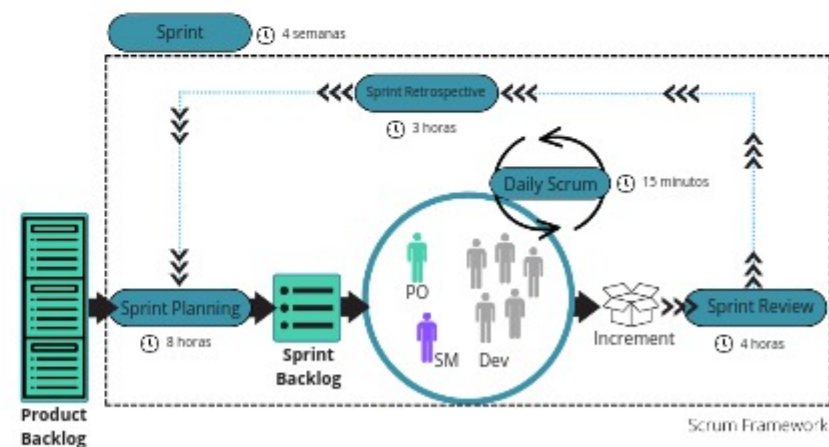 Sprint
4 semanas
Sprint Retrospective
3 horas
Daily Scrum
15 minutos
PO
SM
Dev
Sprint Planning
8 horas
Sprint
Backlog
Increment
Sprint Review
4 horas
Product
Backlog
Scrum Framework